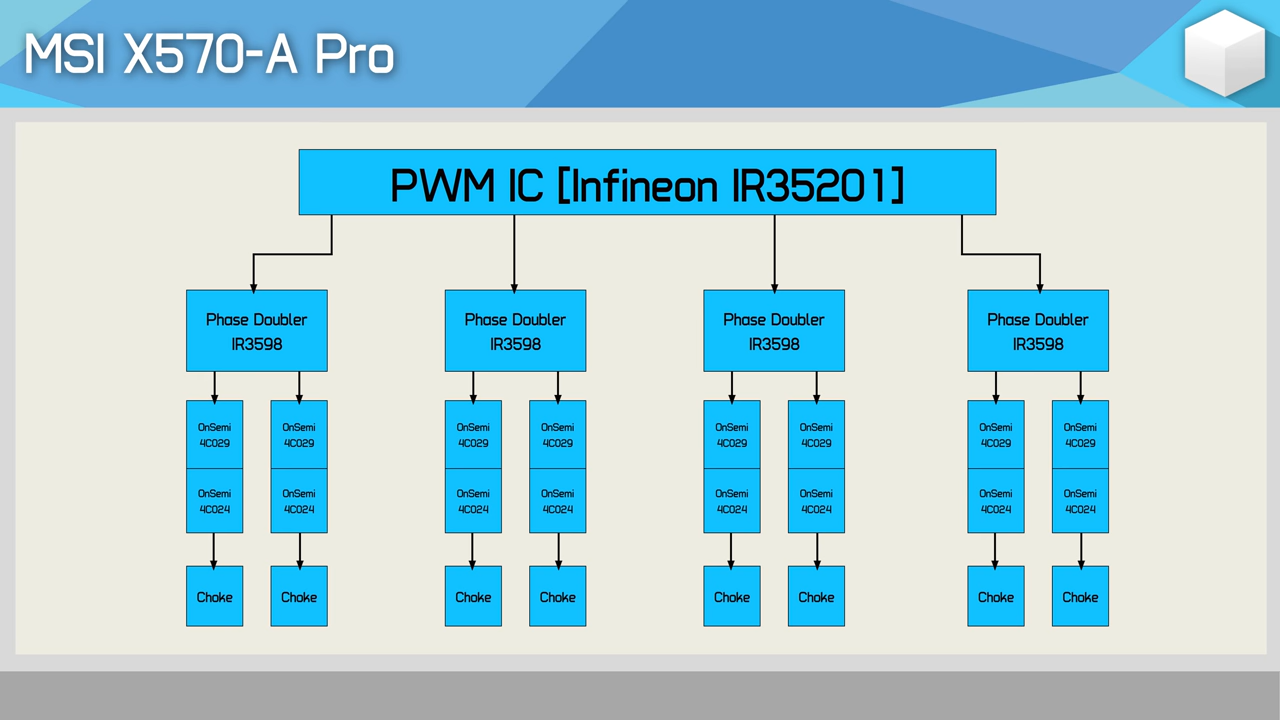 MSI X570-A Pro
PWM IC [Infineon IR35201]
Phase Doubler
IR3598
Phase Doubler
IR3598
Phase Doubler
IR3598
Phase Doubler
IR3598
OnSemi
4C029
OnSemi
4C029
OnSemi
4C029
OnSemi
4C029
OnSemi
4C029
OnSemi
4C029
OnSemi
4C029
OnSemi
4C029
OnSemi
4C024
OnSemi
4C024
OnSemi
4C024
OnSemi
4C024
OnSemi
4C024
OnSemi
4C024
OnSemi
4C024
OnSemi
4C024
Choke
Choke
Choke
Choke
Choke
Choke
Choke
Choke